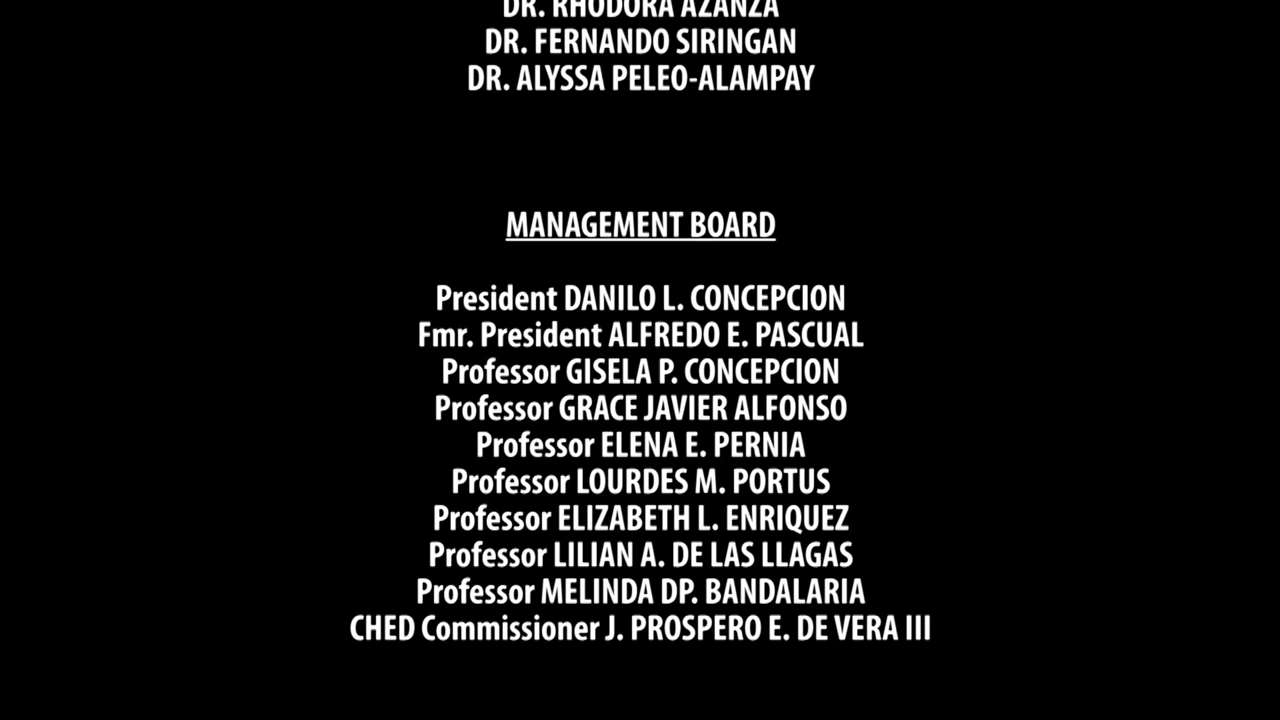 DR. RHODORA AZANZA
DR. FERNANDO SIRINGAN
DR. ALYSSA PELEO-ALAMPAY
MANAGEMENT BOARD
President DANILO L. CONCEPCION
Fmr. President ALFREDO E. PASCUAL
Professor GISELA P. CONCEPCION
Professor GRACE JAVIER ALFONSO
Professor ELENA E. PERNIA
Professor LOURDES M. PORTUS
Professor ELIZABETH L. ENRIQUEZ
Professor LILIAN A. DE LAS LLAGAS
Professor MELINDA DP. BANDALARIA
CHED Commissioner J. PROSPERO E. DE VERA III